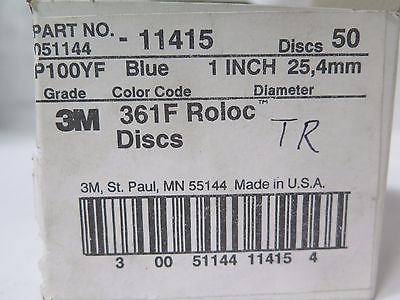 PART NO. - 11415 Discs 50
051144
P100YF Blue 1 INCH 25,4mm
Grade Color Code Diameter
3M 361F Roloc™
Discs TR
3M, St. Paul, MN 55144 Made in U.S.A.
3 00 51144 11415 4